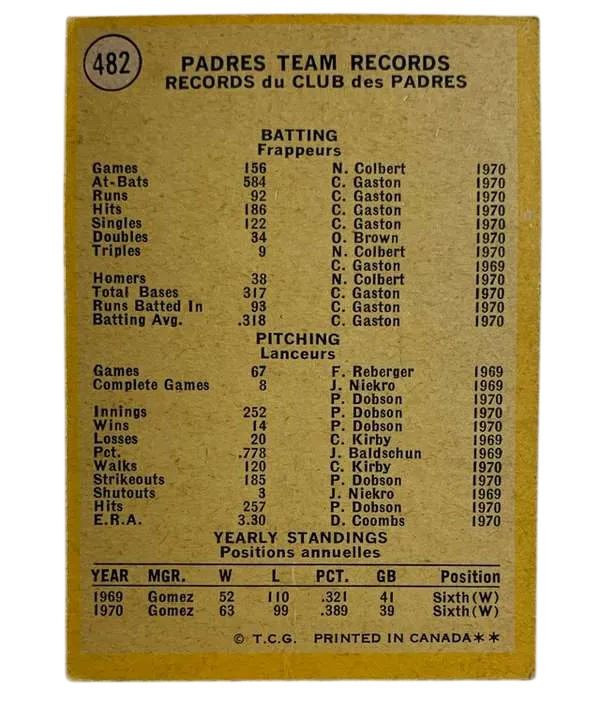 482
PADRES TEAM RECORDS
RECORDS du CLUB des PADRES
BATTING
Frappeurs
Games 156 N. Colbert 1970
At-Bats 584 C. Gaston 1970
Runs 92 C. Gaston 1970
Hits 186 C. Gaston 1970
Singles 122 C. Gaston 1970
Doubles 34 O. Brown 1970
Triples 9 N. Colbert 1970
C. Gaston 1969
Homers 38 N. Colbert 1970
Total Bases 317 C. Gaston 1970
Runs Batted In 93 C. Gaston 1970
Batting Avg. .318 C. Gaston 1970
PITCHING
Lanceurs
Games 67 F. Reberger 1969
Complete Games 8 J. Niekro 1969
P. Dobson 1970
Innings 252 P. Dobson 1970
Wins 14 P. Dobson 1970
Losses 20 C. Kirby 1969
Pct. .778 J. Baldschun 1969
Walks 120 C. Kirby 1970
Strikeouts 185 P. Dobson 1970
Shutouts 3 J. Niekro 1969
Hits 257 P. Dobson 1970
E.R.A. 3.30 D. Coombs 1970
YEARLY STANDINGS
Positions annuelles
YEAR MGR. W L PCT. GB Position
1969 Gomez 52 110 .321 41 Sixth(W)
1970 Gomez 63 99 .389 39 Sixth(W)
© T.C.G. PRINTED IN CANADA**